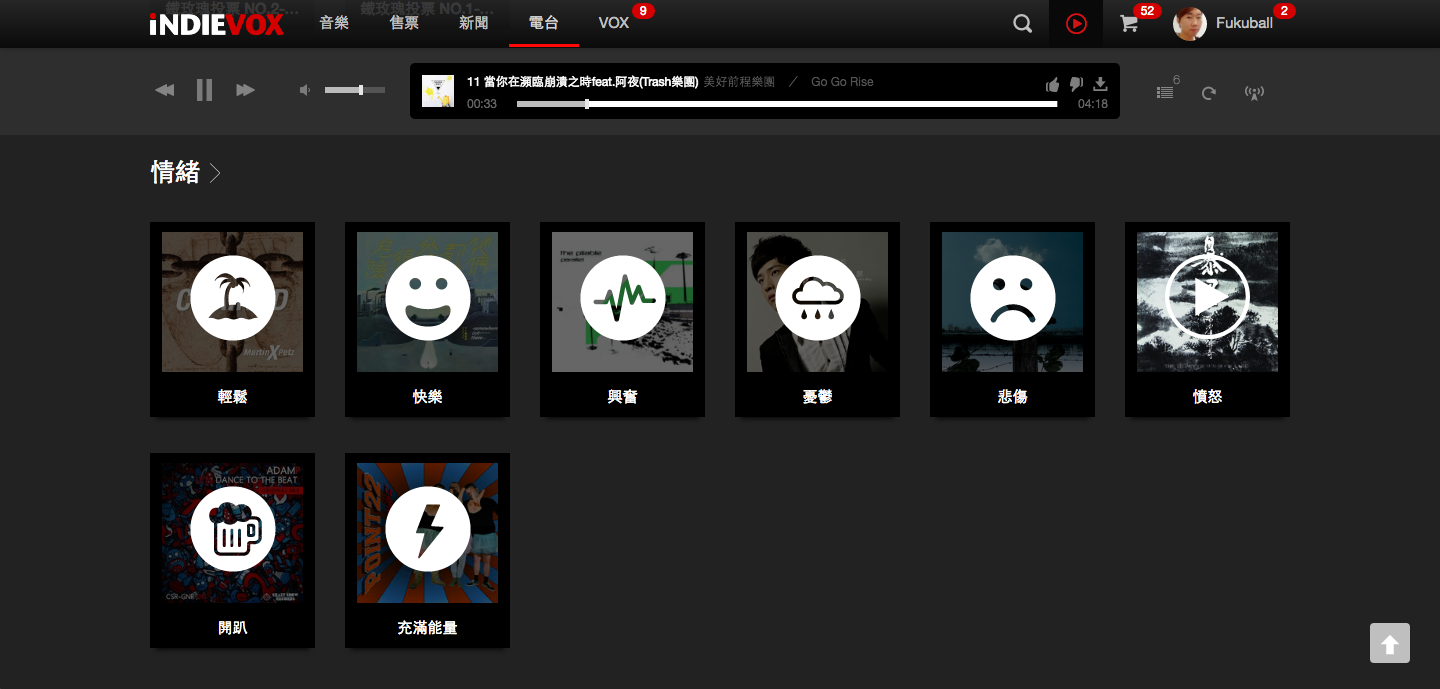 鐵玫瑰投票 NO.2-... 鐵玫瑰投票 NO.1-...
iNDIEVOX 音樂 售票 新聞 電台 VOX 9 52 Fukuball 2
11 當你在瀕臨崩潰之時feat.阿夜(Trash樂團) 美好前程樂團 ╱ Go Go Rise 6
00:33 04:18
情緒
the pliable
Martin X Petz
輕鬆 快樂 興奮 憂鬱 悲傷 憤怒
ADAM
DANCE TO THE BEAT
POINT22
CSR-GNB
開趴 充滿能量